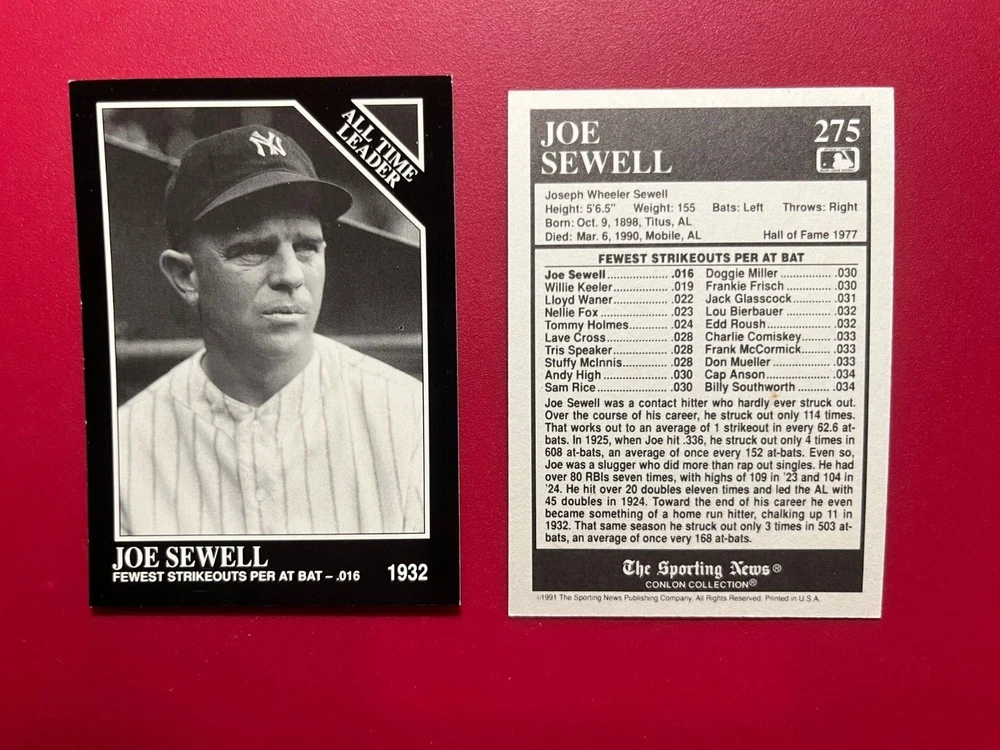 NY
ALL TIME
LEADER
JOE SEWELL
FEWEST STRIKEOUTS PER AT BAT – .016 1932
JOE
SEWELL
275
Joseph Wheeler Sewell
Height: 5'6.5" Weight: 155 Bats: Left Throws: Right
Born: Oct. 9, 1898, Titus, AL
Died: Mar. 6, 1990, Mobile, AL Hall of Fame 1977
FEWEST STRIKEOUTS PER AT BAT
Joe Sewell.............. .016 Doggie Miller .............. .030
Willie Keeler............ .019 Frankie Frisch ............ .030
Lloyd Waner............ .022 Jack Glasscock........... .031
Nellie Fox................ .023 Lou Bierbauer ............ .032
Tommy Holmes........ .024 Edd Roush................. .032
Lave Cross.............. .028 Charlie Comiskey....... .033
Tris Speaker............ .028 Frank McCormick....... .033
Stuffy McInnis......... .028 Don Mueller .............. .033
Andy High .............. .030 Cap Anson................ .034
Sam Rice................ .030 Billy Southworth ........ .034
Joe Sewell was a contact hitter who hardly ever struck out.
Over the course of his career, he struck out only 114 times.
That works out to an average of 1 strikeout in every 62.6 at-
bats. In 1925, when Joe hit .336, he struck out only 4 times in
608 at-bats, an average of once every 152 at-bats. Even so,
Joe was a slugger who did more than rap out singles. He had
over 80 RBIs seven times, with highs of 109 in '23 and 104 in
'24. He hit over 20 doubles eleven times and led the AL with
45 doubles in 1924. Toward the end of his career he even
became something of a home run hitter, chalking up 11 in
1932. That same season he struck out only 3 times in 503 at-
bats, an average of once very 168 at-bats.
The Sporting News®
CONLON COLLECTION®
©1991 The Sporting News Publishing Company. All Rights Reserved. Printed in U.S.A.